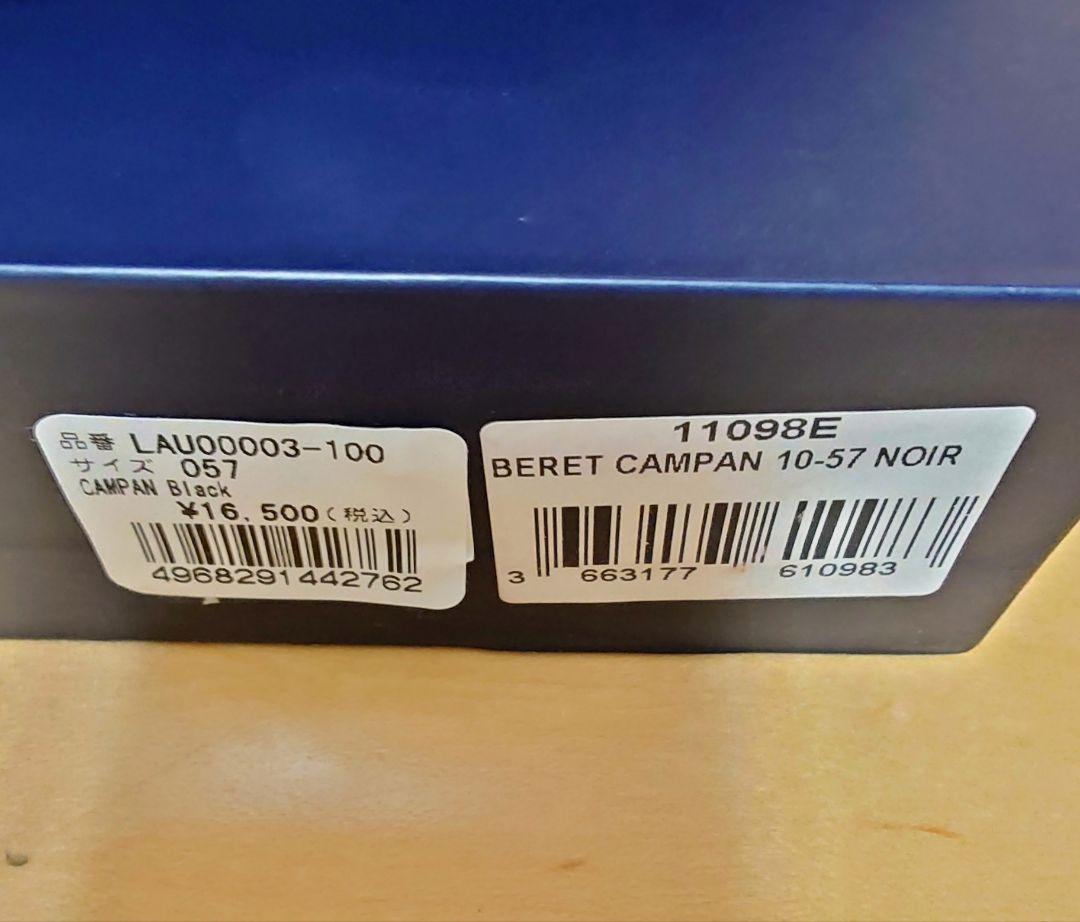 品番 LAU00003-100
サイズ 057
CAMPAN Black
¥16,500(税込)
4968291442762
11098E
BERET CAMPAN 10-57 NOIR
3 663177 610983